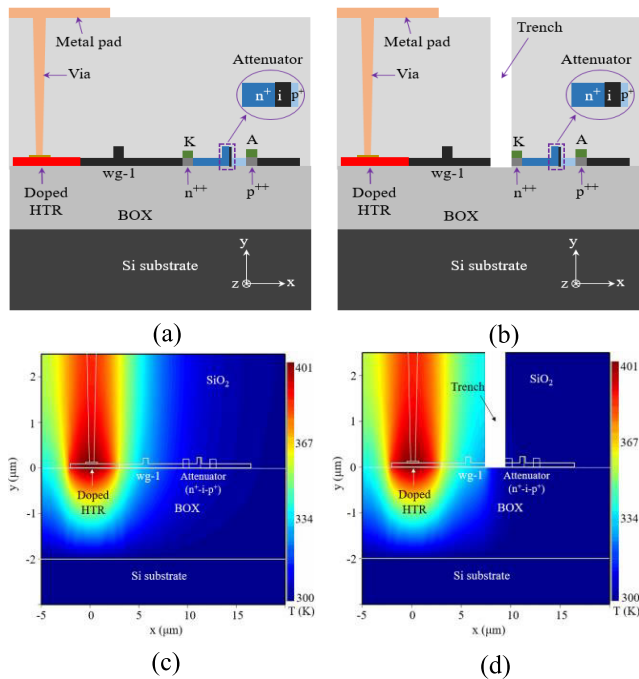 Metal pad
Via
Attenuator
n⁺ i p⁺
K
A
wg-1
Doped
HTR
n⁺⁺
p⁺⁺
BOX
Si substrate
y
z
x
(a)
Metal pad
Trench
Via
Attenuator
n⁺ i p⁺
K
A
wg-1
Doped
HTR
n⁺⁺
p⁺⁺
BOX
Si substrate
y
z
x
(b)
2
1
0
-1
-2
y (μm)
SiO₂
wg-1
Attenuator
(n⁺-i-p⁺)
Doped
HTR
BOX
Si substrate
-5
0
5
10
15
20
x (μm)
401
367
334
300
T (K)
(c)
2
1
0
-1
-2
y (μm)
SiO₂
Trench
wg-1
Attenuator
(n⁺-i-p⁺)
Doped
HTR
BOX
Si substrate
-5
0
5
10
15
20
x (μm)
401
367
334
300
T (K)
(d)